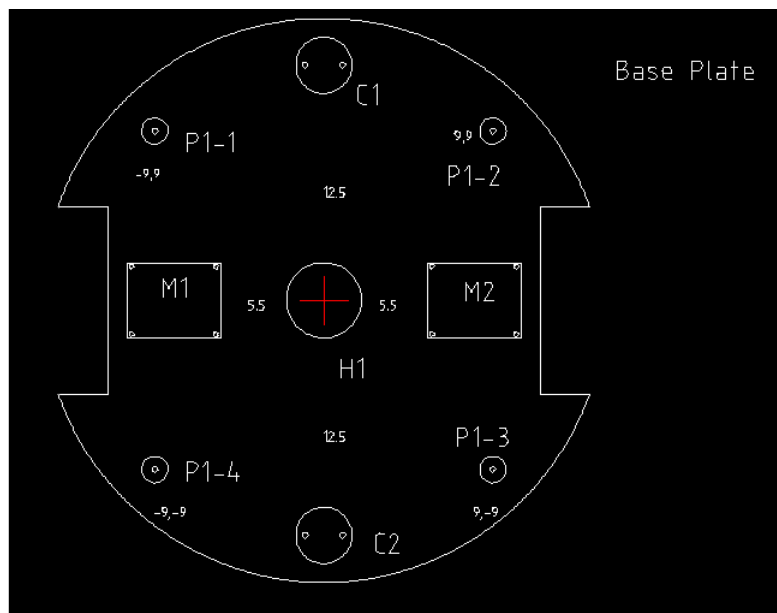 Base Plate
C1
P1-1
9,9
-9,9
P1-2
12.5
M1
M2
5.5
5.5
H1
12.5
P1-3
P1-4
-9,-9
9,-9
C2